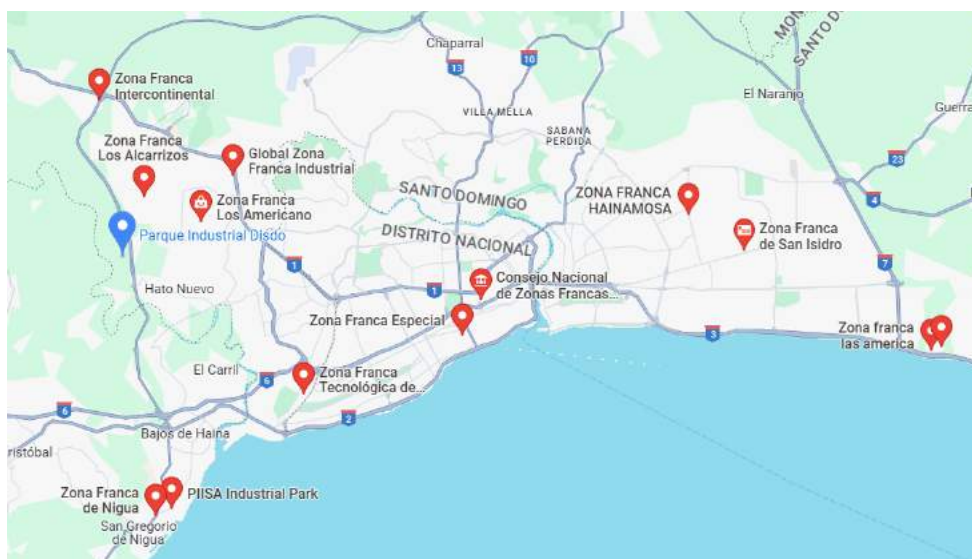 Chaparral
13
10
6
MON
SANTO DO
El Naranjo
Guerra
Zona Franca
Intercontinental
VILLA MELLA
SABANA
PERDIDA
23
Zona Franca
Los Alcarrizos
Global Zona
Franca Industrial
SANTO DOMINGO
DISTRITO NACIONAL
ZONA FRANCA
HAINAMOSA
4
Zona Franca
Los Americano
Parque Industrial Disdo
Zona Franca
de San Isidro
Hato Nuevo
1
1
Consejo Nacional
de Zonas Francas...
7
Zona Franca Especial
3
Zona franca
las america
El Carril
6
Zona Franca
Tecnológica de...
2
Bajos de Haina
ristóbal
Zona Franca
de Nigua
PIISA Industrial Park
San Gregorio
de Nigua